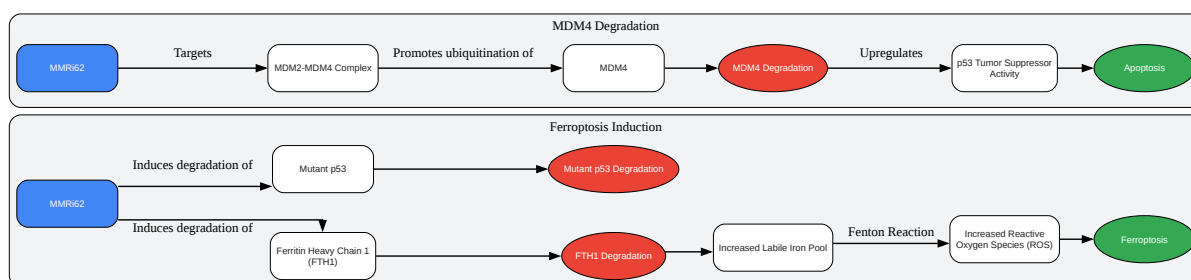 MDM4 Degradation
MMRi62
Targets
MDM2-MDM4 Complex
Promotes ubiquitination of
MDM4
MDM4 Degradation
Upregulates
p53 Tumor Suppressor
Activity
Apoptosis
Ferroptosis Induction
MMRi62
Induces degradation of
Mutant p53
Mutant p53 Degradation
Induces degradation of
Ferritin Heavy Chain 1
(FTH1)
FTH1 Degradation
Increased Labile Iron Pool
Fenton Reaction
Increased Reactive
Oxygen Species (ROS)
Ferroptosis